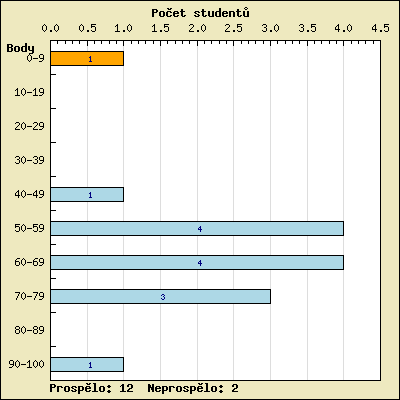 Počet studentů
0.0 0.5 1.0 1.5 2.0 2.5 3.0 3.5 4.0 4.5
Body
0-9 1
10-19
20-29
30-39
40-49 1
50-59 4
60-69 4
70-79 3
80-89
90-100 1
Prospělo: 12 Neprospělo: 2